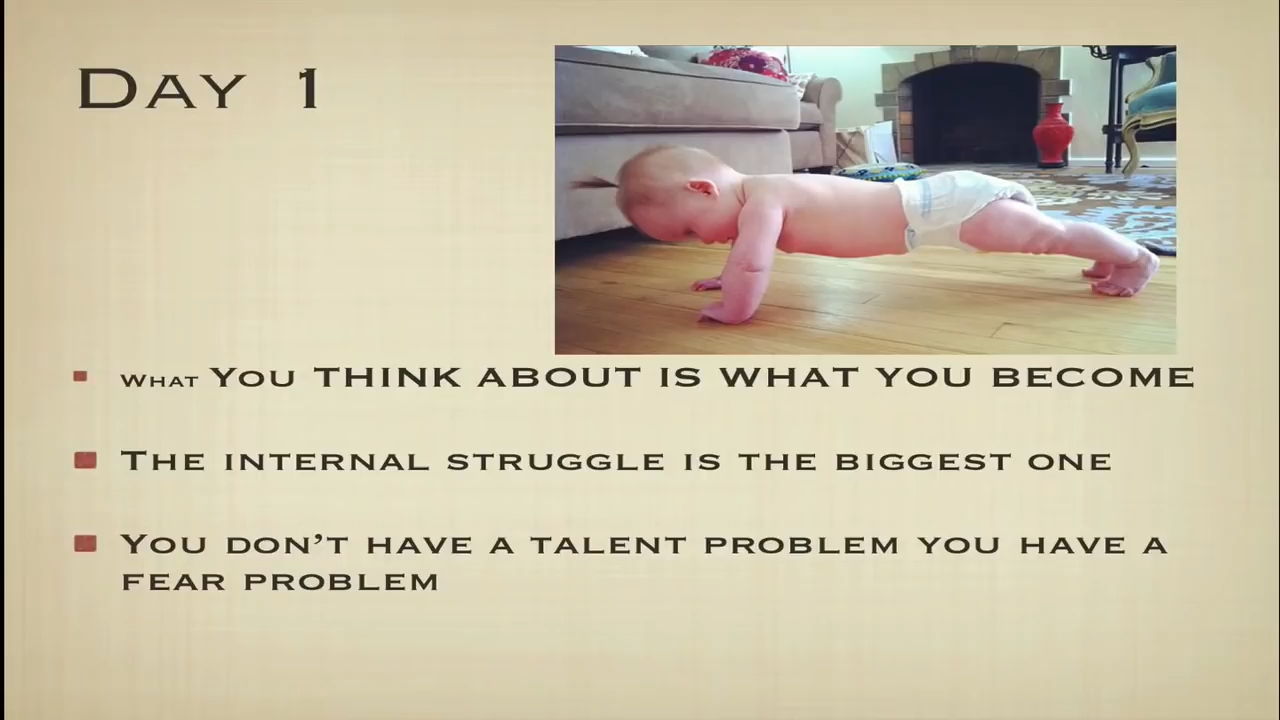 Day 1
What You THINK ABOUT IS WHAT YOU BECOME
The internal struggle is the biggest one
You don't have a talent problem you have a
fear problem